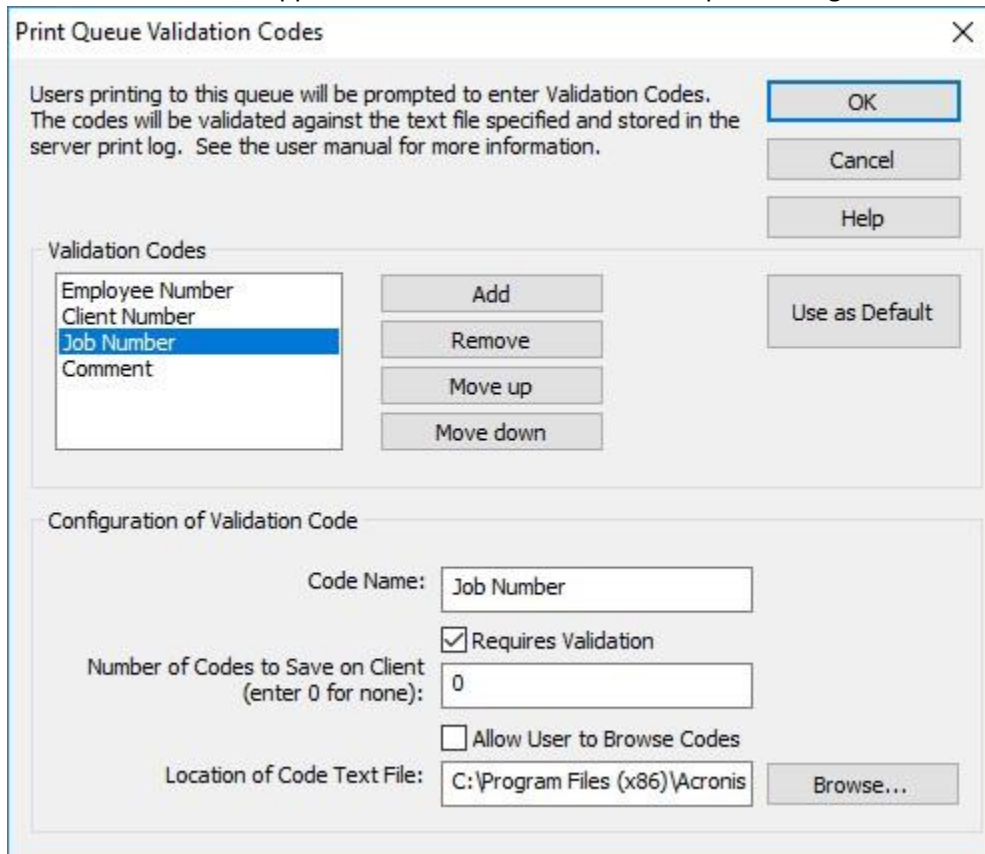 Print Queue Validation Codes
Users printing to this queue will be prompted to enter Validation Codes.
The codes will be validated against the text file specified and stored in the
server print log. See the user manual for more information.
OK
Cancel
Help
Validation Codes
Employee Number
Client Number
Job Number
Comment
Add
Remove
Move up
Move down
Use as Default
Configuration of Validation Code
Code Name:
Job Number
Requires Validation
Number of Codes to Save on Client
(enter 0 for none):
0
Allow User to Browse Codes
Location of Code Text File:
C:\Program Files (x86)\Acronis
Browse...